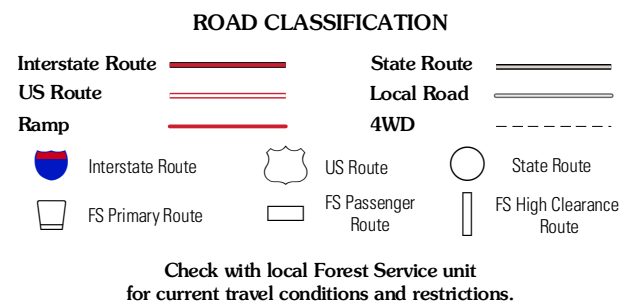 ROAD CLASSIFICATION
Interstate Route
State Route
US Route
Local Road
Ramp
4WD
Interstate Route
US Route
State Route
FS Primary Route
FS Passenger
Route
FS High Clearance
Route
Check with local Forest Service unit
for current travel conditions and restrictions.